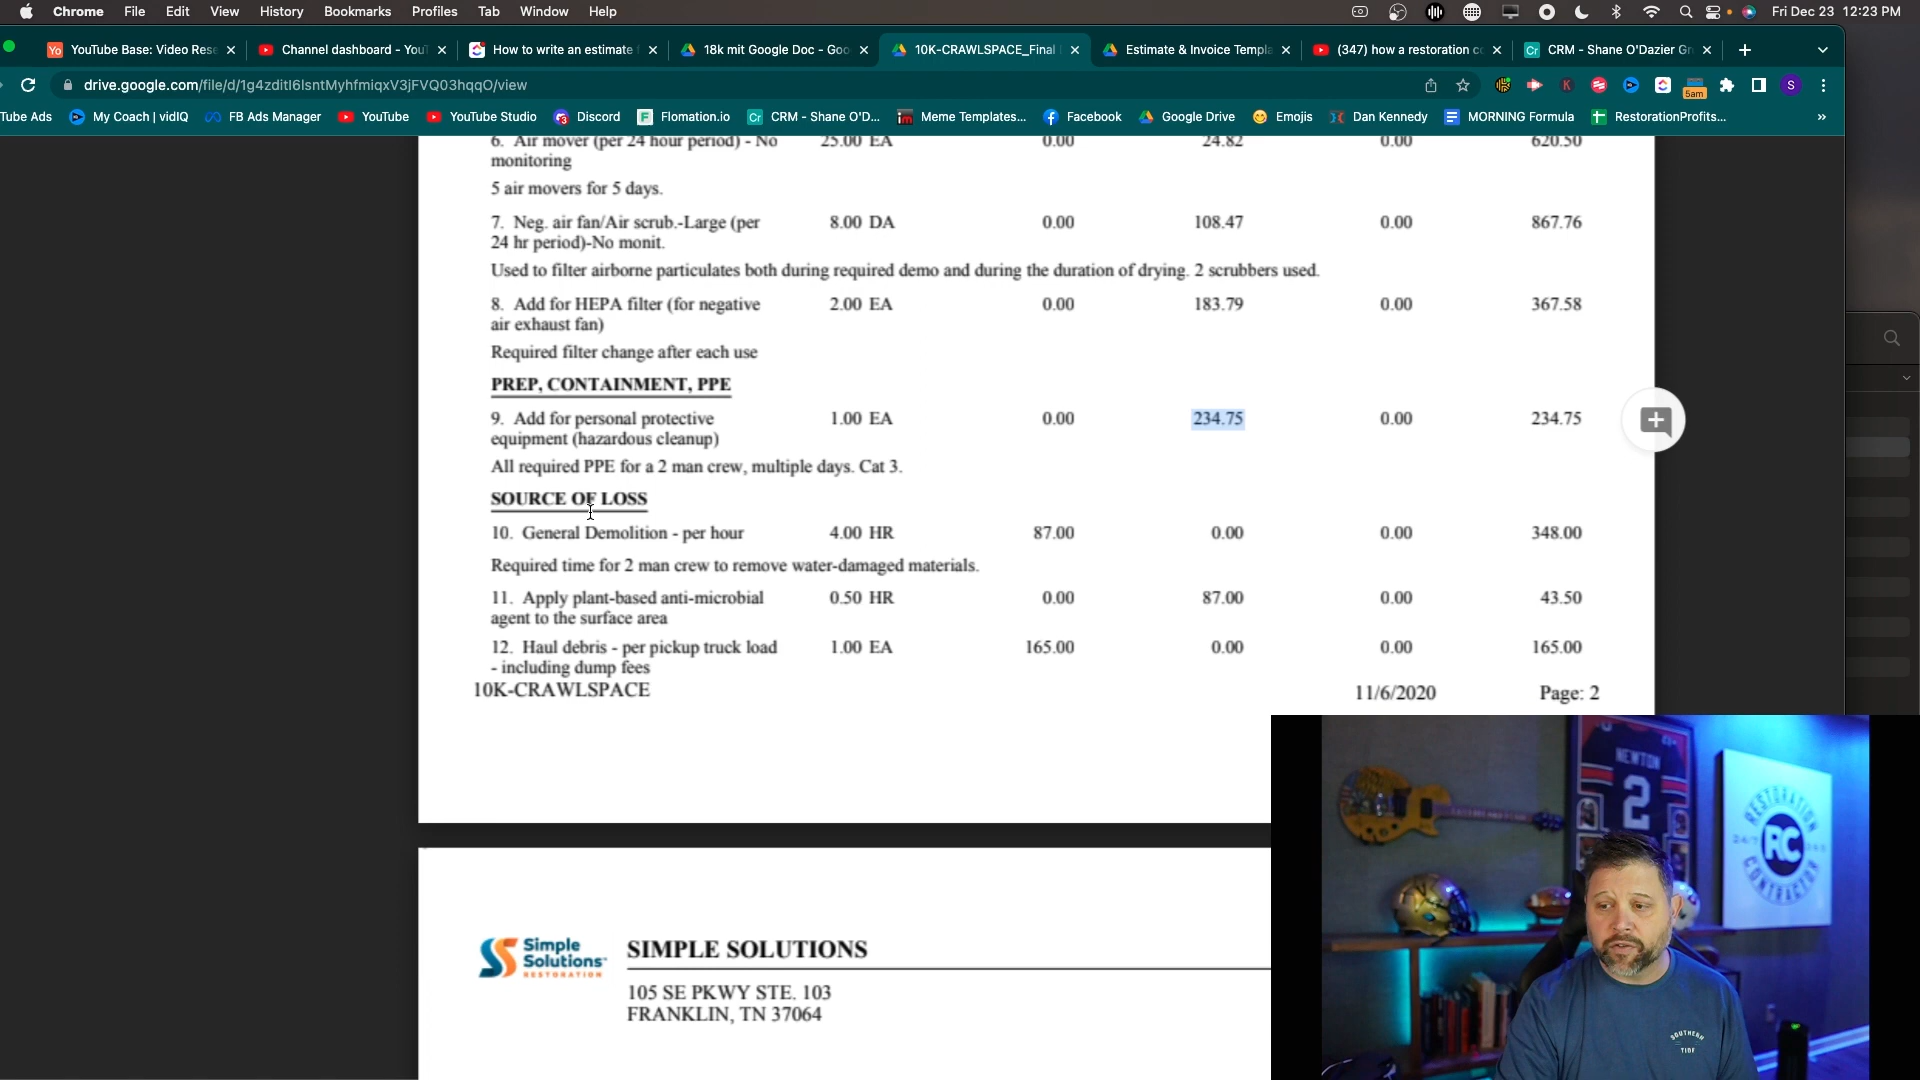 Chrome File Edit View History Bookmarks Profiles Tab Window Help Fri Dec 23 12:23 PM
YouTube Base: Video Rese Channel dashboard - YouT How to write an estimate 18k mit Google Doc - Goo 10K-CRAWLSPACE_Final Estimate & Invoice Templa (347) how a restoration co CRM - Shane O'Dazier Gr
drive.google.com/file/d/1g4zditI6IsntMyhfmiqxV3jFVQ03hqqO/view
5am
S
Tube Ads My Coach | vidIQ FB Ads Manager YouTube YouTube Studio Discord Flomation.io CRM - Shane O'D... Meme Templates... Facebook Google Drive Emojis Dan Kennedy MORNING Formula RestorationProfits... »
6. Air mover (per 24 hour period) - No 25.00 EA 0.00 24.82 0.00 620.50
monitoring
5 air movers for 5 days.
7. Neg. air fan/Air scrub.-Large (per 8.00 DA 0.00 108.47 0.00 867.76
24 hr period)-No monit.
Used to filter airborne particulates both during required demo and during the duration of drying. 2 scrubbers used.
8. Add for HEPA filter (for negative 2.00 EA 0.00 183.79 0.00 367.58
air exhaust fan)
Required filter change after each use
PREP, CONTAINMENT, PPE
9. Add for personal protective 1.00 EA 0.00 234.75 0.00 234.75
equipment (hazardous cleanup)
All required PPE for a 2 man crew, multiple days. Cat 3.
SOURCE OF LOSS
10. General Demolition - per hour 4.00 HR 87.00 0.00 0.00 348.00
Required time for 2 man crew to remove water-damaged materials.
11. Apply plant-based anti-microbial 0.50 HR 0.00 87.00 0.00 43.50
agent to the surface area
12. Haul debris - per pickup truck load 1.00 EA 165.00 0.00 0.00 165.00
- including dump fees
10K-CRAWLSPACE 11/6/2020 Page: 2
Simple
Solutions
RESTORATION
SIMPLE SOLUTIONS
105 SE PKWY STE. 103
FRANKLIN, TN 37064
NEWTON
2
RESTORATION
RC
CONTRACTOR
SOUTHERN
TIDE